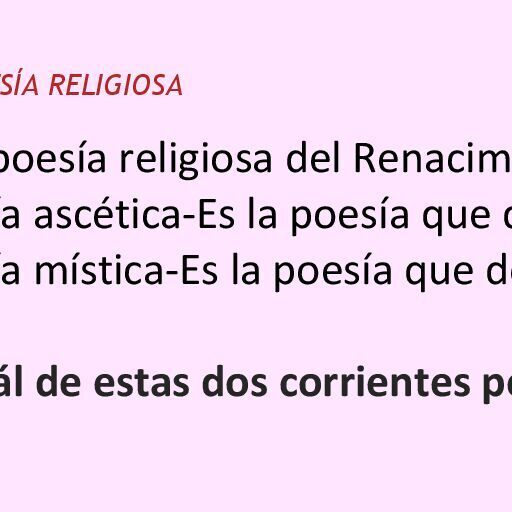 SÍA RELIGIOSA
poesía religiosa del Renacim
ía ascética-Es la poesía que
ía mística-Es la poesía que de
ál de estas dos corrientes pe